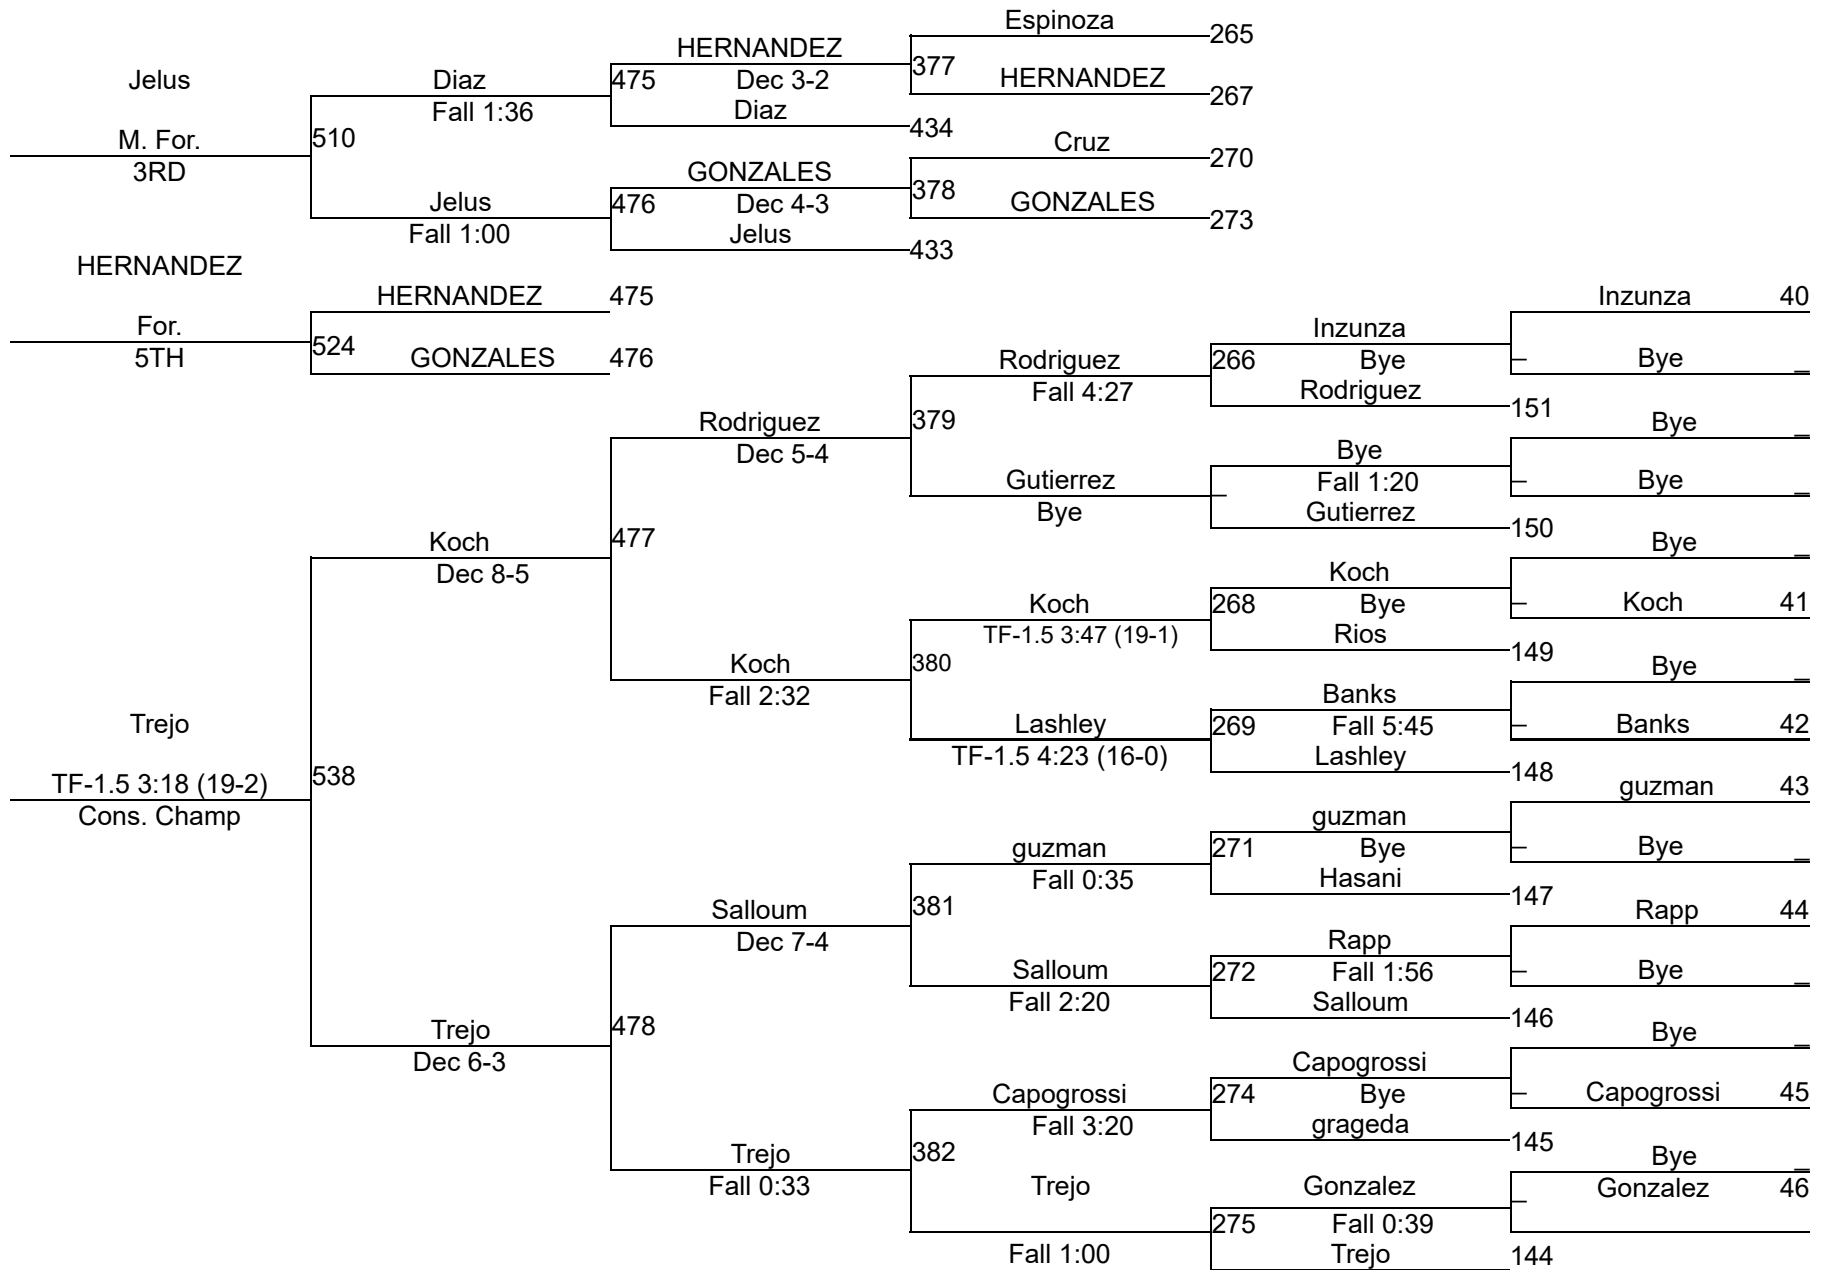 Espinoza
265
HERNANDEZ
Jelus
Diaz
475
Dec 3-2
377
HERNANDEZ
267
Fall 1:36
Diaz
434
M. For.
510
Cruz
270
3RD
GONZALES
Jelus
476
Dec 4-3
378
GONZALES
273
Fall 1:00
Jelus
433
HERNANDEZ
HERNANDEZ
475
Inzunza
40
For.
524
Inzunza
5TH
GONZALES
476
Rodriguez
266
Bye
_
Bye
_
Fall 4:27
Rodriguez
151
Rodriguez
379
Bye
_
Dec 5-4
Bye
Gutierrez
_
Fall 1:20
_
Bye
_
Bye
Gutierrez
150
Koch
477
Bye
_
Dec 8-5
Koch
Koch
268
Bye
_
Koch
41
TF-1.5 3:47 (19-1)
Rios
149
Koch
380
Bye
_
Fall 2:32
Banks
Trejo
Lashley
269
Fall 5:45
_
Banks
42
TF-1.5 4:23 (16-0)
Lashley
148
TF-1.5 3:18 (19-2)
538
guzman
43
Cons. Champ
guzman
guzman
271
Bye
_
Bye
_
Fall 0:35
Hasani
147
Salloum
381
Rapp
44
Dec 7-4
Rapp
Salloum
272
Fall 1:56
_
Bye
_
Fall 2:20
Salloum
146
Trejo
478
Bye
_
Dec 6-3
Capogrossi
Capogrossi
274
Bye
_
Capogrossi
45
Fall 3:20
grageda
145
Trejo
382
Bye
_
Fall 0:33
Trejo
Gonzalez
_
Gonzalez
46
275
Fall 0:39
Fall 1:00
Trejo
144